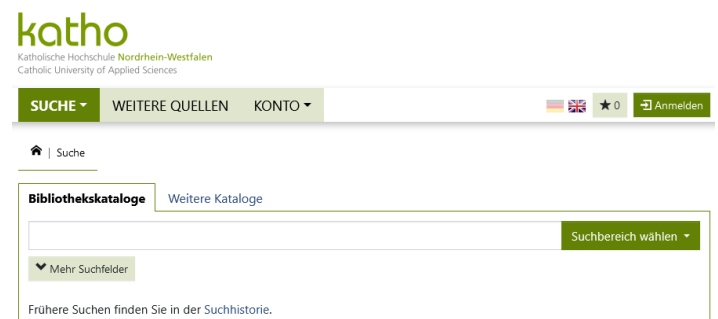 katho
Katholische Hochschule Nordrhein-Westfalen
Catholic University of Applied Sciences
SUCHE WEITERE QUELLEN KONTO 0 Anmelden
| Suche
Bibliothekskataloge Weitere Kataloge
Suchbereich wählen
Mehr Suchfelder
Frühere Suchen finden Sie in der Suchhistorie.